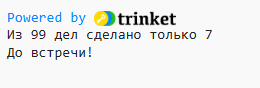 Powered by trinket
Из 99 дел сделано только 7
До встречи!